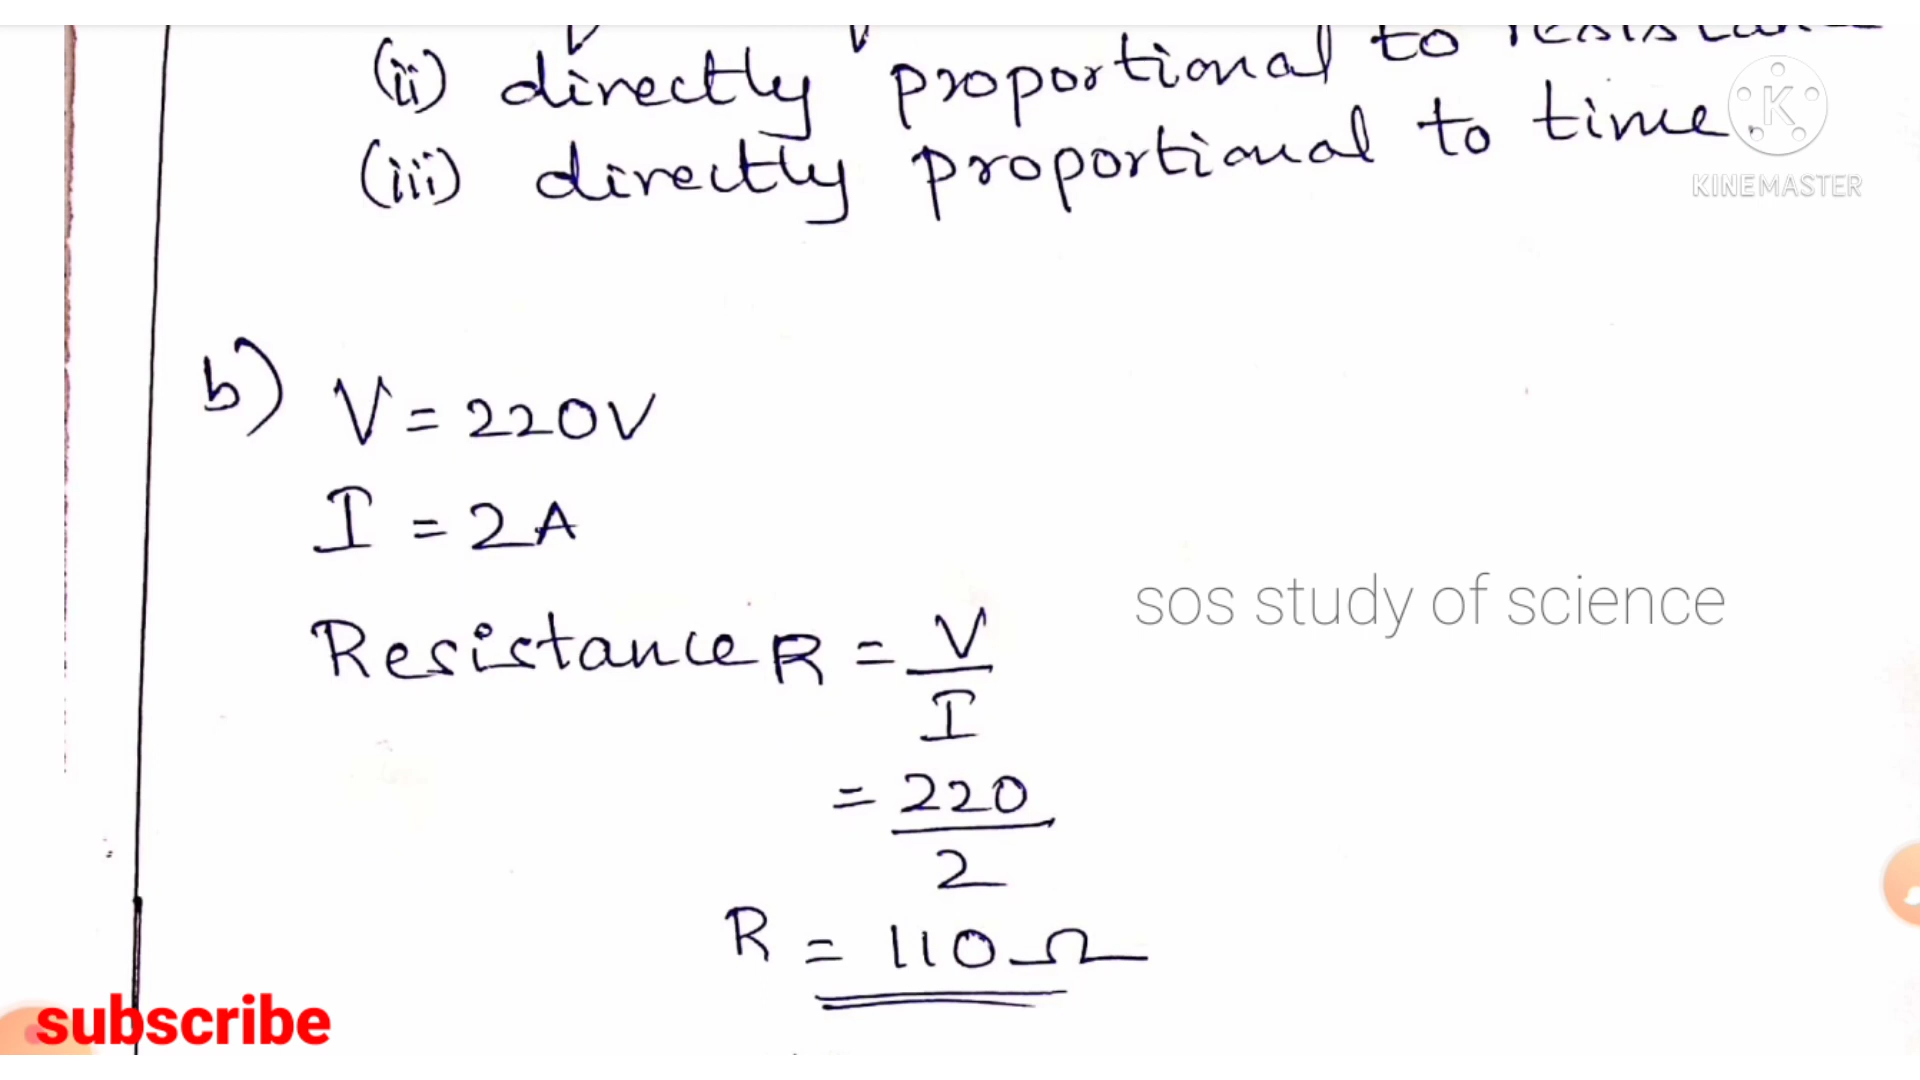 (ii) directly proportional to resistance
(iii) directly proportional to time.
KINEMASTER
b) V = 220V
I = 2A
sos study of science
Resistance R = V
I
= 220
2
R = 110Ω
subscribe